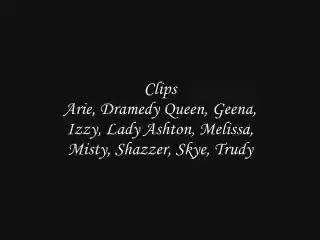 Clips
Arie, Dramedy Queen, Geena,
Izzy, Lady Ashton, Melissa,
Misty, Shazzer, Skye, Trudy